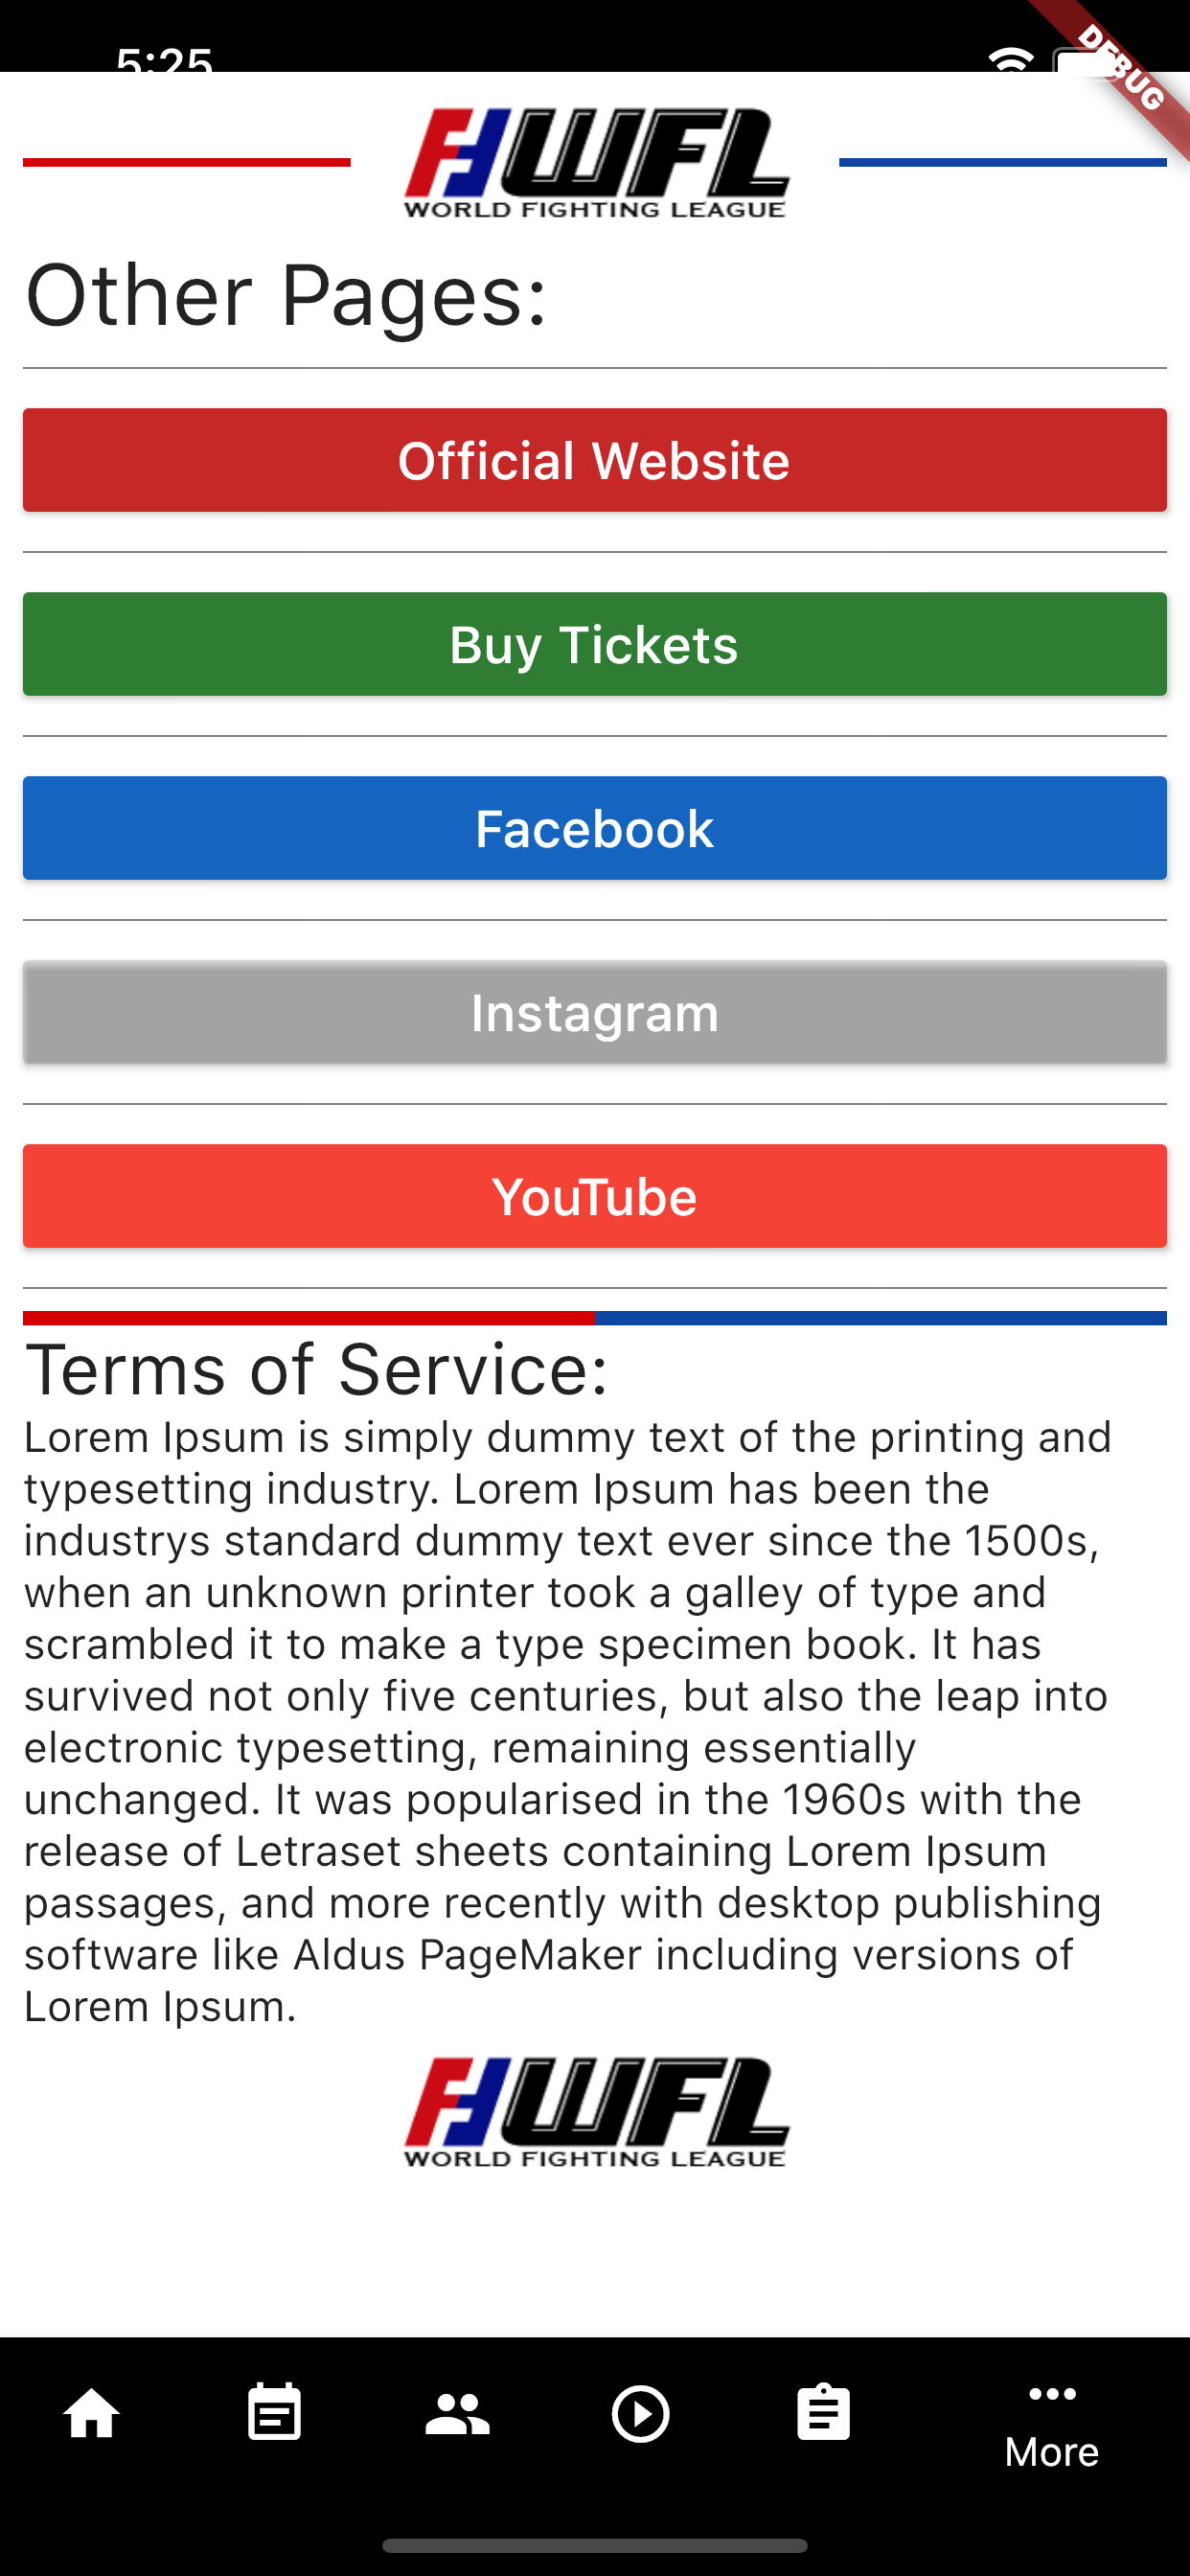 5:25
DEBUG
WFL
WORLD FIGHTING LEAGUE
Other Pages:
Official Website
Buy Tickets
Facebook
Instagram
YouTube
Terms of Service:
Lorem Ipsum is simply dummy text of the printing and
typesetting industry. Lorem Ipsum has been the
industrys standard dummy text ever since the 1500s,
when an unknown printer took a galley of type and
scrambled it to make a type specimen book. It has
survived not only five centuries, but also the leap into
electronic typesetting, remaining essentially
unchanged. It was popularised in the 1960s with the
release of Letraset sheets containing Lorem Ipsum
passages, and more recently with desktop publishing
software like Aldus PageMaker including versions of
Lorem Ipsum.
WFL
WORLD FIGHTING LEAGUE
More